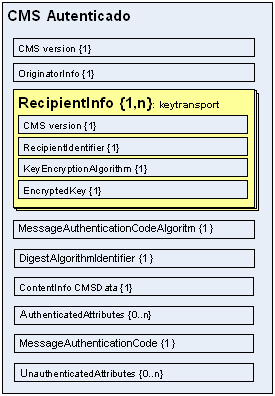 CMS Autenticado
CMS version {1}
OriginatorInfo {1}
RecipientInfo {1,n}: keytransport
CMS version {1}
RecipientIdentifier {1}
KeyEncryptionAlgorithm {1}
EncryptedKey {1}
MessageAuthenticationCodeAlgoritm {1 }
DigestAlgorithmIdentifier {1 }
ContentInfo CMSData {1}
AuthenticatedAttributes {0..n}
MessageAuthenticationCode {1 }
UnauthenticatedAttributes {0..n}